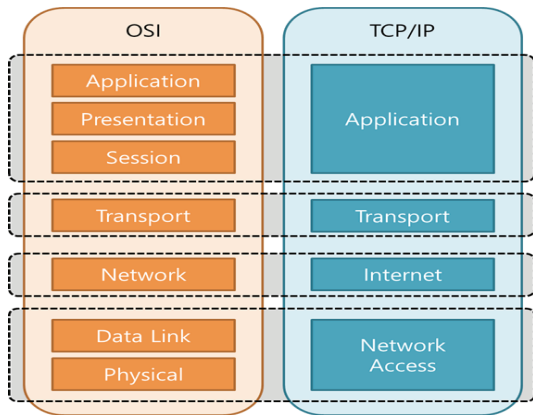 OSI
TCP/IP
Application
Presentation
Session
Application
Transport
Transport
Network
Internet
Data Link
Physical
Network
Access